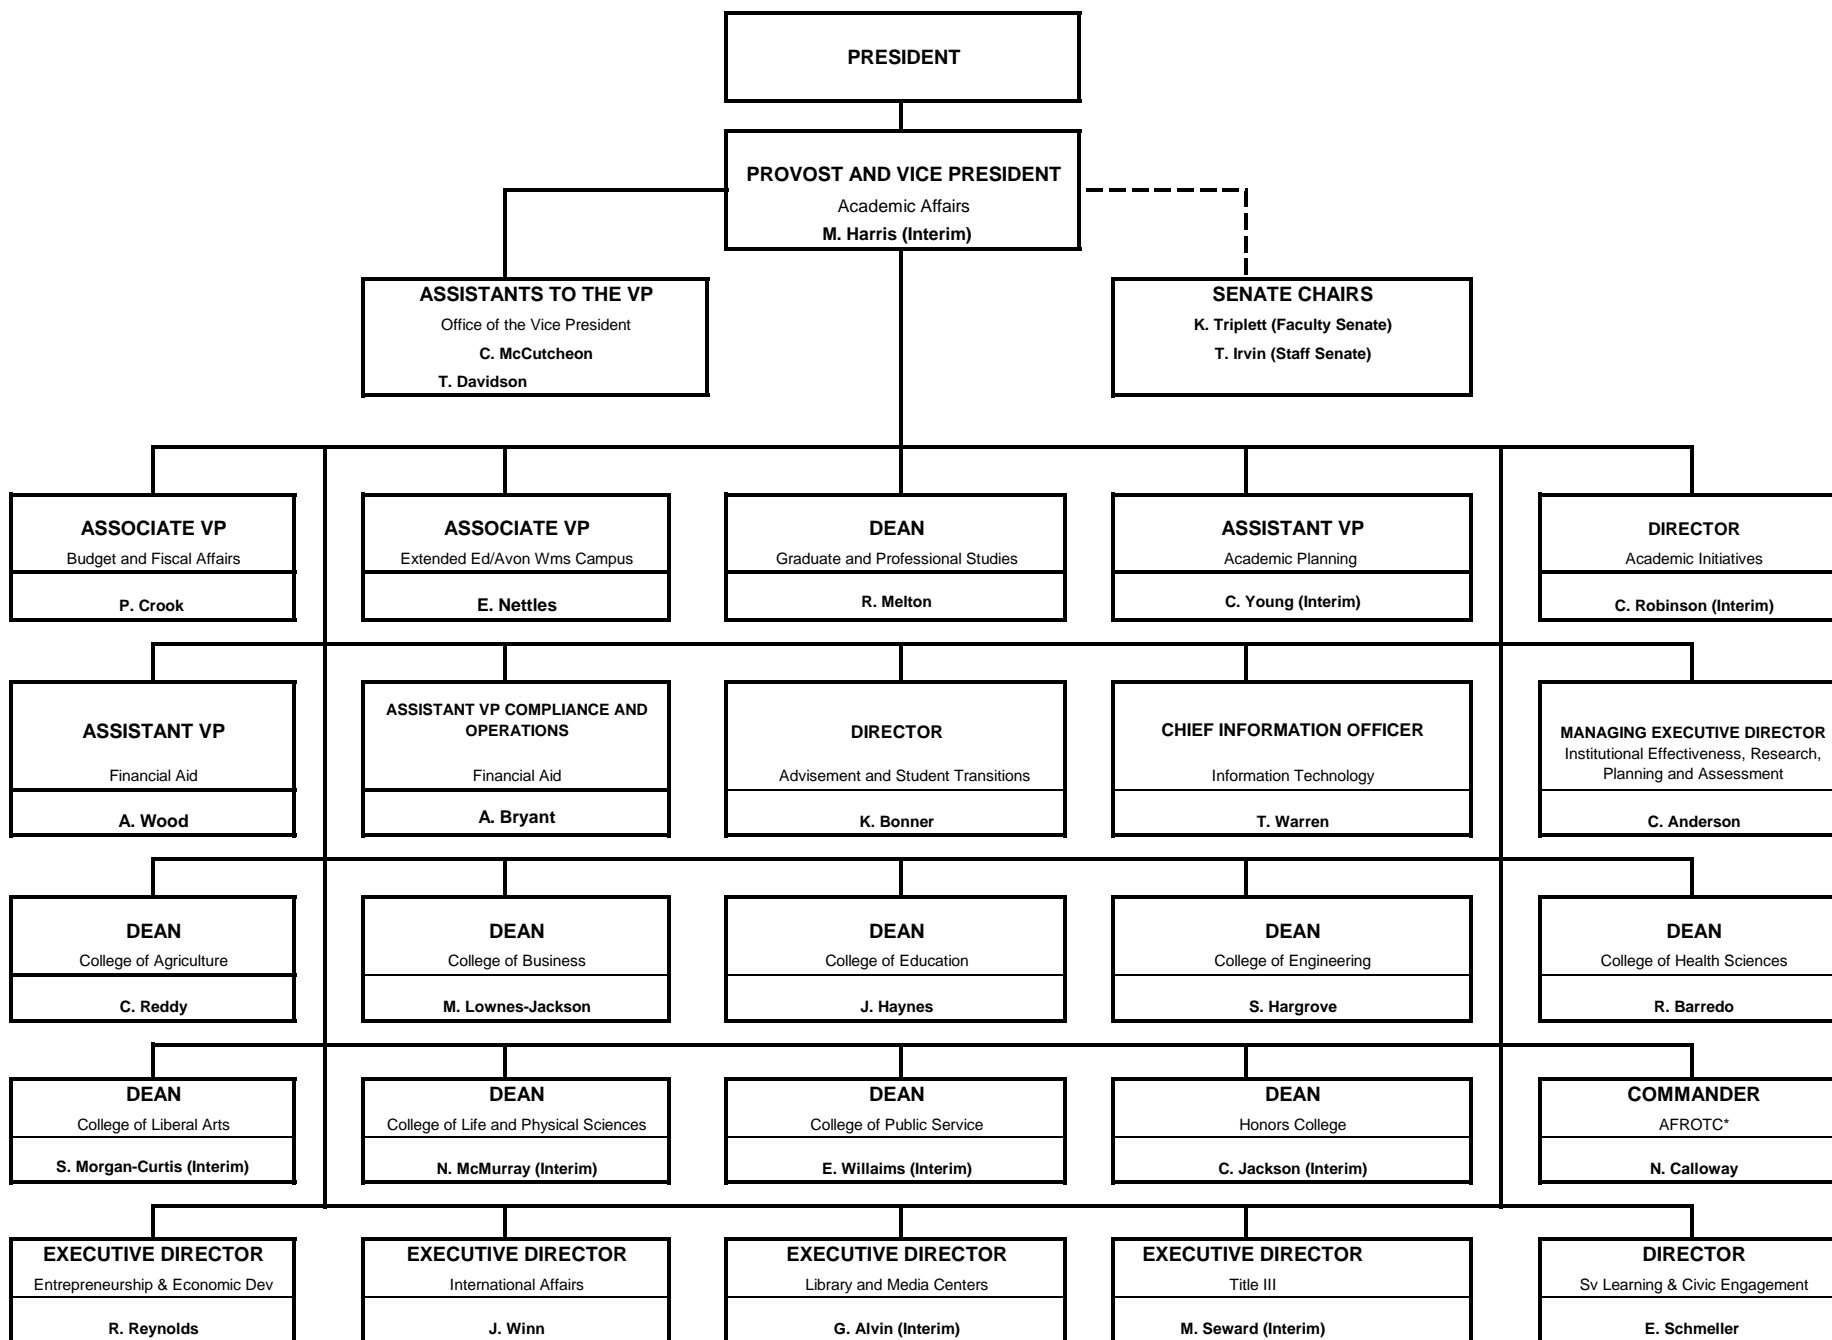 PRESIDENT
PROVOST AND VICE PRESIDENT
Academic Affairs
M. Harris (Interim)
ASSISTANTS TO THE VP
Office of the Vice President
C. McCutcheon
T. Davidson
SENATE CHAIRS
K. Triplett (Faculty Senate)
T. Irvin (Staff Senate)
ASSOCIATE VP
Budget and Fiscal Affairs
P. Crook
ASSOCIATE VP
Extended Ed/Avon Wms Campus
E. Nettles
DEAN
Graduate and Professional Studies
R. Melton
ASSISTANT VP
Academic Planning
C. Young (Interim)
DIRECTOR
Academic Initiatives
C. Robinson (Interim)
ASSISTANT VP
Financial Aid
A. Wood
ASSISTANT VP COMPLIANCE AND
OPERATIONS
Financial Aid
A. Bryant
DIRECTOR
Advisement and Student Transitions
K. Bonner
CHIEF INFORMATION OFFICER
Information Technology
T. Warren
MANAGING EXECUTIVE DIRECTOR
Institutional Effectiveness, Research,
Planning and Assessment
C. Anderson
DEAN
College of Agriculture
C. Reddy
DEAN
College of Business
M. Lownes-Jackson
DEAN
College of Education
J. Haynes
DEAN
College of Engineering
S. Hargrove
DEAN
College of Health Sciences
R. Barredo
DEAN
College of Liberal Arts
S. Morgan-Curtis (Interim)
DEAN
College of Life and Physical Sciences
N. McMurray (Interim)
DEAN
College of Public Service
E. Willaims (Interim)
DEAN
Honors College
C. Jackson (Interim)
COMMANDER
AFROTC*
N. Calloway
EXECUTIVE DIRECTOR
Entrepreneurship & Economic Dev
R. Reynolds
EXECUTIVE DIRECTOR
International Affairs
J. Winn
EXECUTIVE DIRECTOR
Library and Media Centers
G. Alvin (Interim)
EXECUTIVE DIRECTOR
Title III
M. Seward (Interim)
DIRECTOR
Sv Learning & Civic Engagement
E. Schmeller